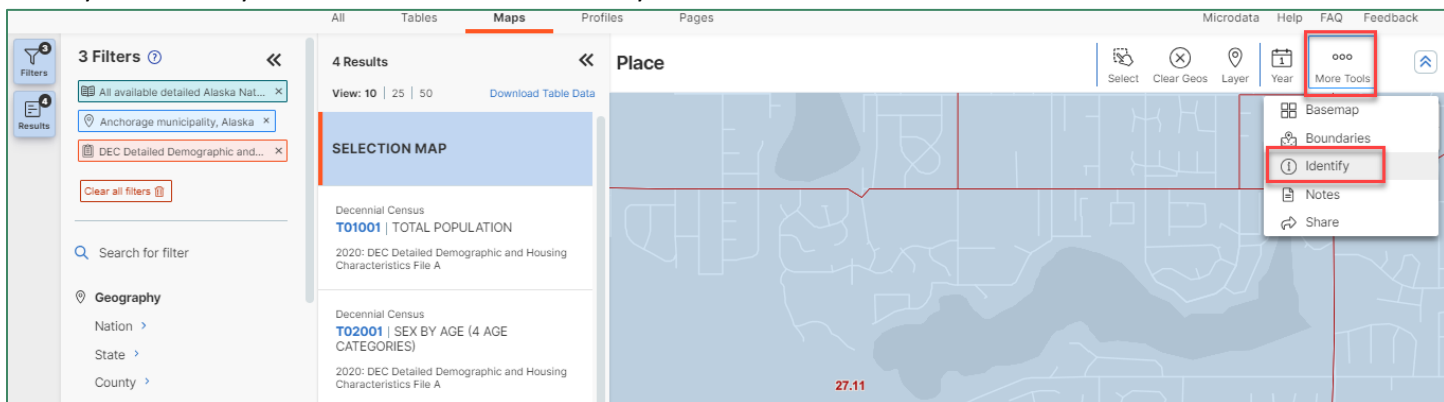 All Tables Maps Profiles Pages Microdata Help FAQ Feedback
3
Filters
4
Results
3 Filters
All available detailed Alaska Nat... ×
Anchorage municipality, Alaska ×
DEC Detailed Demographic and... ×
Clear all filters
Search for filter
Geography
Nation >
State >
County >
4 Results
View: 10 | 25 | 50 Download Table Data
SELECTION MAP
Decennial Census
T01001 | TOTAL POPULATION
2020: DEC Detailed Demographic and Housing
Characteristics File A
Decennial Census
T02001 | SEX BY AGE (4 AGE
CATEGORIES)
2020: DEC Detailed Demographic and Housing
Characteristics File A
Place
Select Clear Geos Layer Year More Tools
Basemap
Boundaries
Identify
Notes
Share
27.11